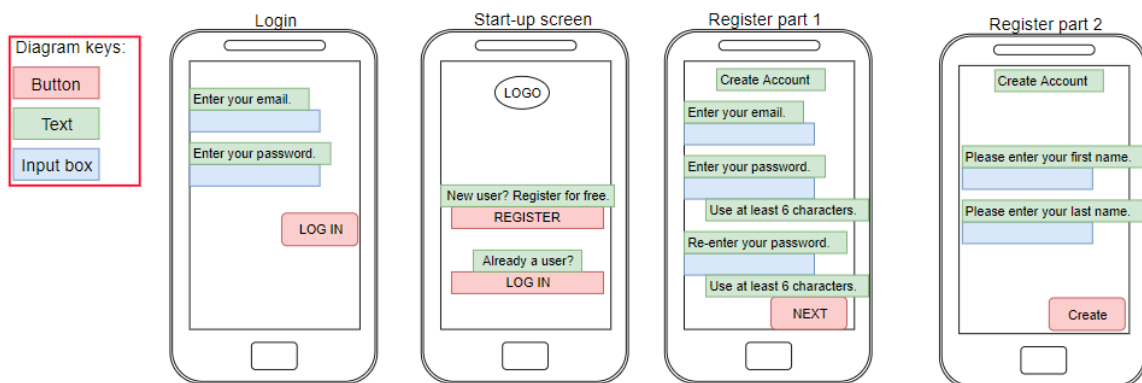 Diagram keys:
Button
Text
Input box
Login
Enter your email.
Enter your password.
LOG IN
Start-up screen
LOGO
New user? Register for free.
REGISTER
Already a user?
LOG IN
Register part 1
Create Account
Enter your email.
Enter your password.
Use at least 6 characters.
Re-enter your password.
Use at least 6 characters.
NEXT
Register part 2
Create Account
Please enter your first name.
Please enter your last name.
Create